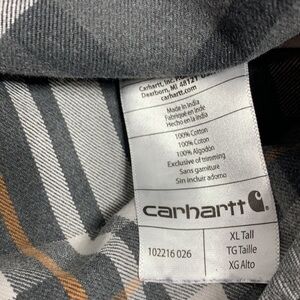 Carhartt, Inc.
Dearborn, MI 48121
carhartt.com
Made in India
Fabriqué en Inde
Hecho en la India
100% Cotton
100% Coton
100% Algodón
Exclusive of trimming
Sans garniture
Sin incluir adorno
carhartt
102216 026
XL Tall
TG Taille
XG Alto